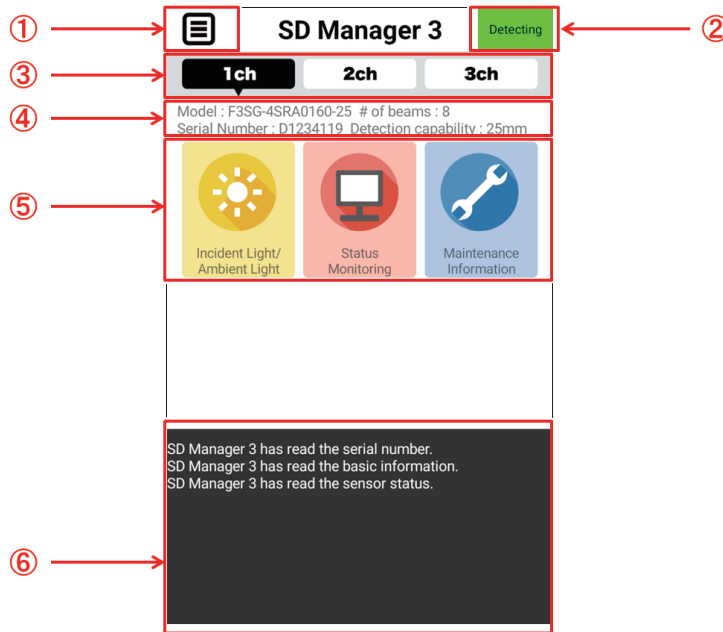 ① SD Manager 3 Detecting ②
③ 1ch 2ch 3ch
④ Model : F3SG-4SRA0160-25 # of beams : 8
Serial Number : D1234119 Detection capability : 25mm
⑤
Incident Light/
Ambient Light
Status
Monitoring
Maintenance
Information
SD Manager 3 has read the serial number.
SD Manager 3 has read the basic information.
SD Manager 3 has read the sensor status.
⑥